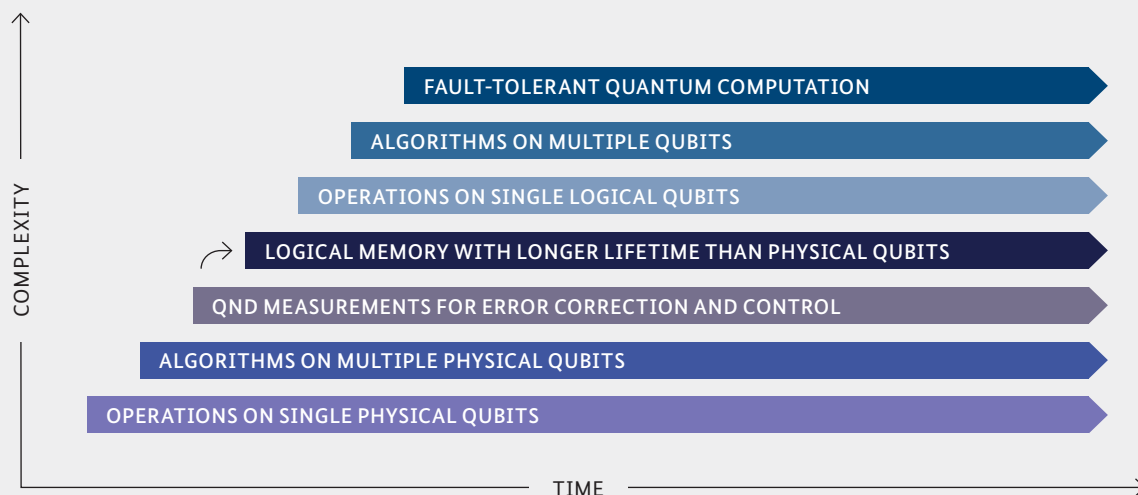 FAULT-TOLERANT QUANTUM COMPUTATION
ALGORITHMS ON MULTIPLE QUBITS
OPERATIONS ON SINGLE LOGICAL QUBITS
LOGICAL MEMORY WITH LONGER LIFETIME THAN PHYSICAL QUBITS
QND MEASUREMENTS FOR ERROR CORRECTION AND CONTROL
ALGORITHMS ON MULTIPLE PHYSICAL QUBITS
OPERATIONS ON SINGLE PHYSICAL QUBITS
COMPLEXITY
TIME